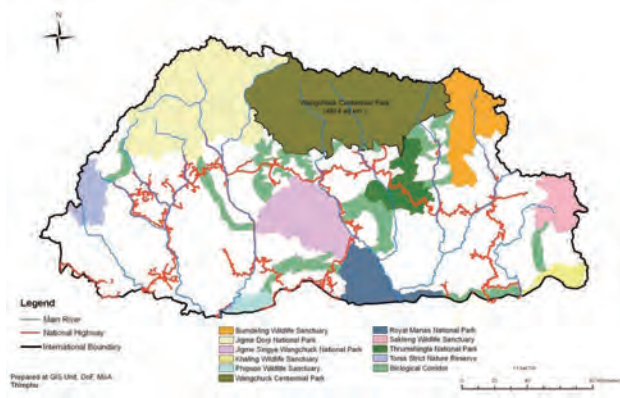 N
Wangchuck Centennial Park
Legend
Main River
National Highway
International Boundary
Bumdeling Wildlife Sanctuary
Jigme Dorji National Park
Jigme Singye Wangchuck National Park
Khaling Wildlife Sanctuary
Phipsoo Wildlife Sanctuary
Wangchuck Centennial Park
Royal Manas National Park
Sakteng Wildlife Sanctuary
Thrumshingla National Park
Torsa Strict Nature Reserve
Biological Corridor
Prepared at GIS Unit, DoF, MoA
Thimphu